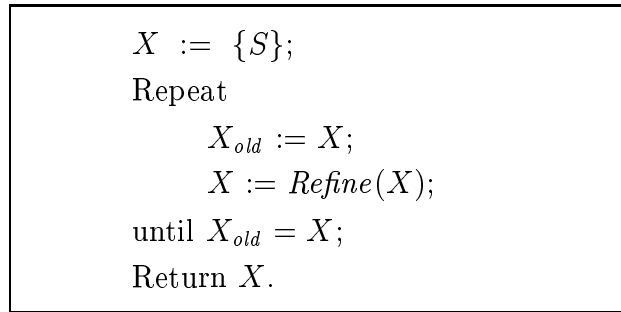 X := {S};
Repeat
X_old := X;
X := Refine(X);
until X_old = X;
Return X.